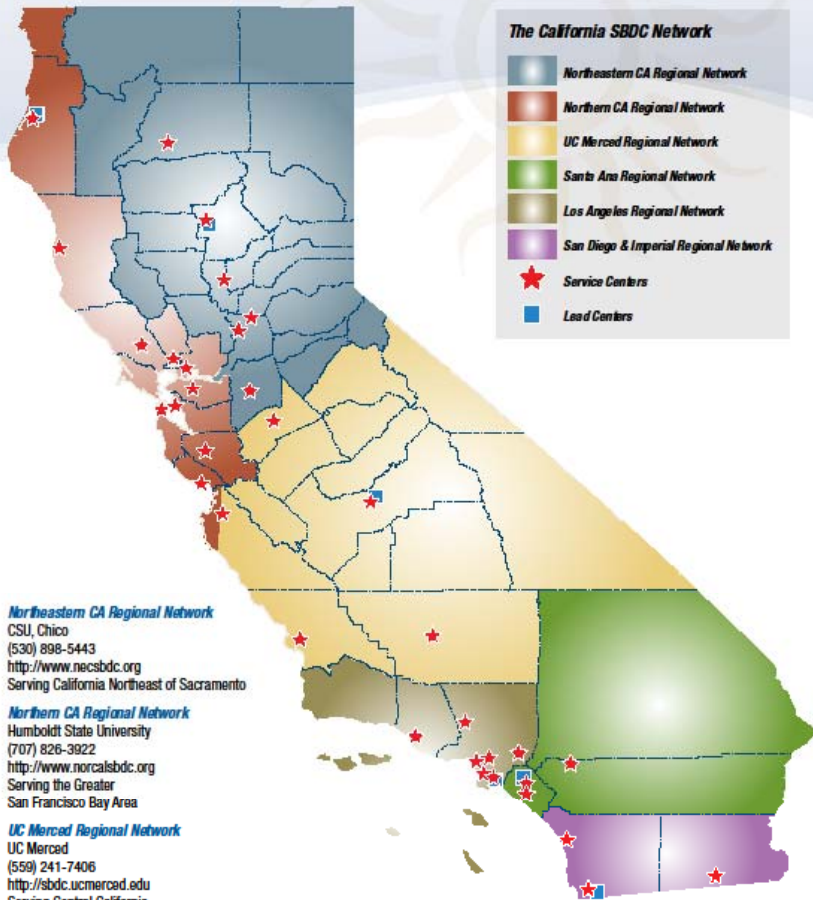 The California SBDC Network
Northeastern CA Regional Network
Northern CA Regional Network
UC Merced Regional Network
Santa Ana Regional Network
Los Angeles Regional Network
San Diego & Imperial Regional Network
Service Centers
Lead Centers
Northeastern CA Regional Network
CSU, Chico
(530) 898-5443
http://www.necsbdc.org
Serving California Northeast of Sacramento
Northern CA Regional Network
Humboldt State University
(707) 826-3922
http://www.norcalsbdc.org
Serving the Greater
San Francisco Bay Area
UC Merced Regional Network
UC Merced
(559) 241-7406
http://sbdc.ucmerced.edu
Serving Central California